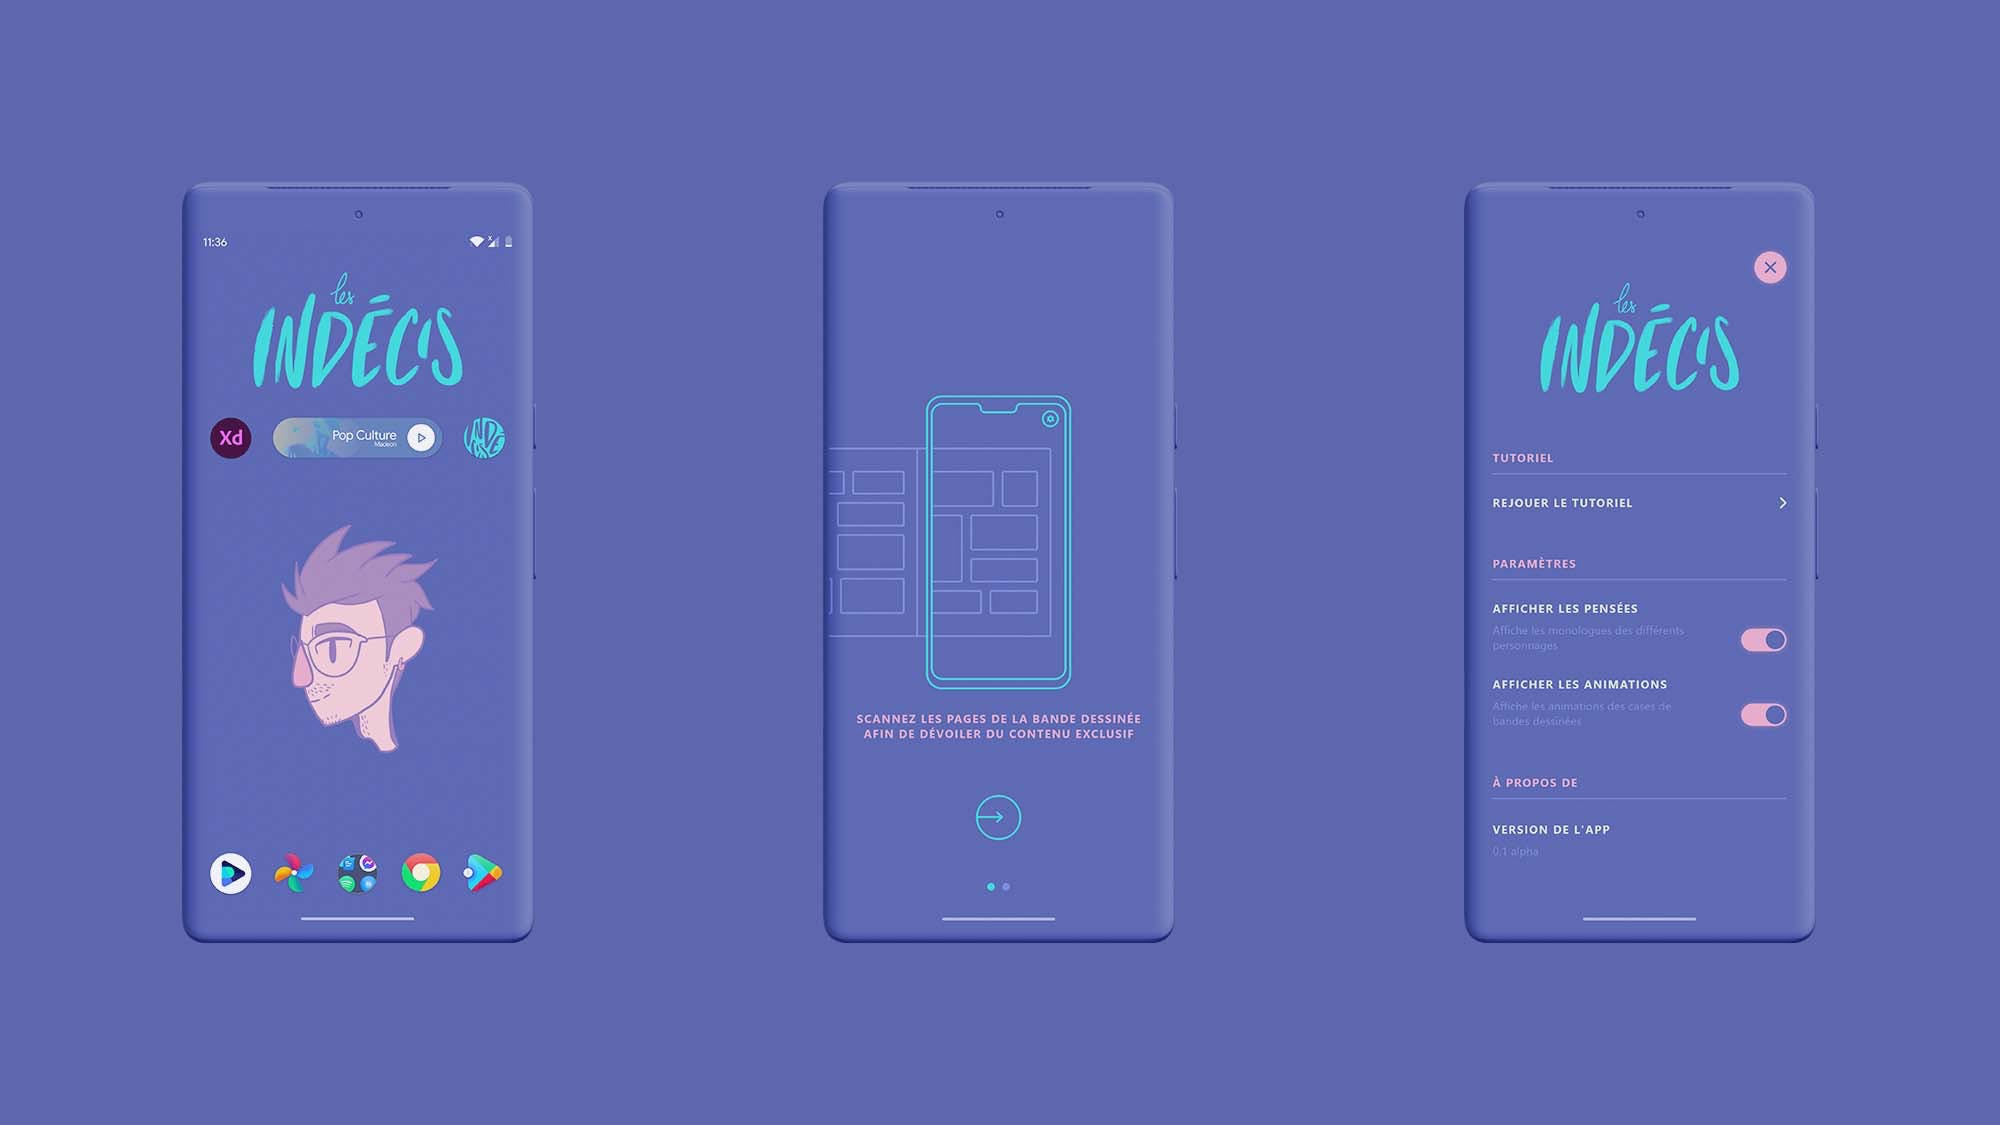 11:36
les
INDÉCIS
Xd
Pop Culture
Madeon
SCANNEZ LES PAGES DE LA BANDE DESSINÉE
AFIN DE DÉVOILER DU CONTENU EXCLUSIF
les
INDÉCIS
TUTORIEL
REJOUER LE TUTORIEL
PARAMÈTRES
AFFICHER LES PENSÉES
Affiche les monologues des différents
personnages
AFFICHER LES ANIMATIONS
Affiche les animations des cases de
bandes dessinées
À PROPOS DE
VERSION DE L'APP
0.1 alpha